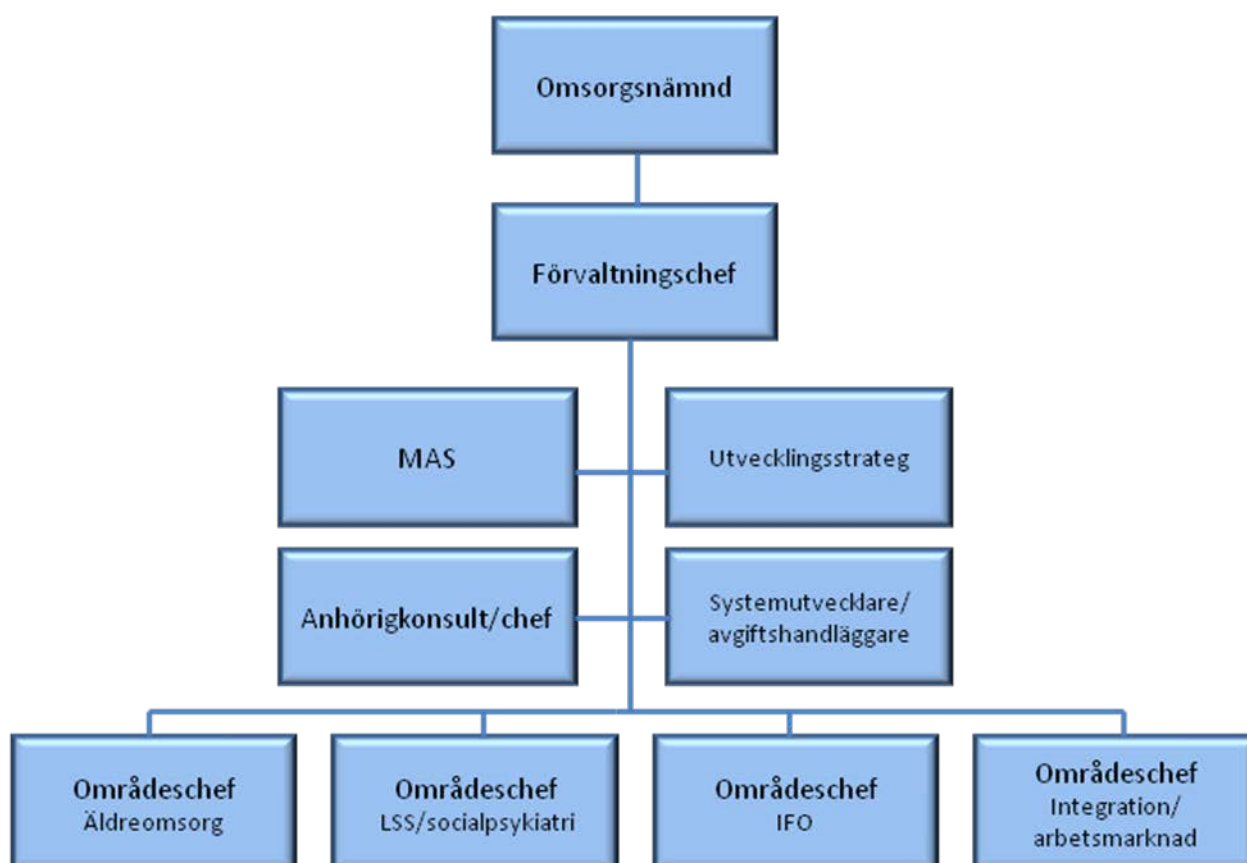 Omsorgsnämnd
Förvaltningschef
MAS
Utvecklingsstrateg
Anhörigkonsult/chef
Systemutvecklare/
avgiftshandläggare
Områdeschef
Äldreomsorg
Områdeschef
LSS/socialpsykiatri
Områdeschef
IFO
Områdeschef
Integration/
arbetsmarknad